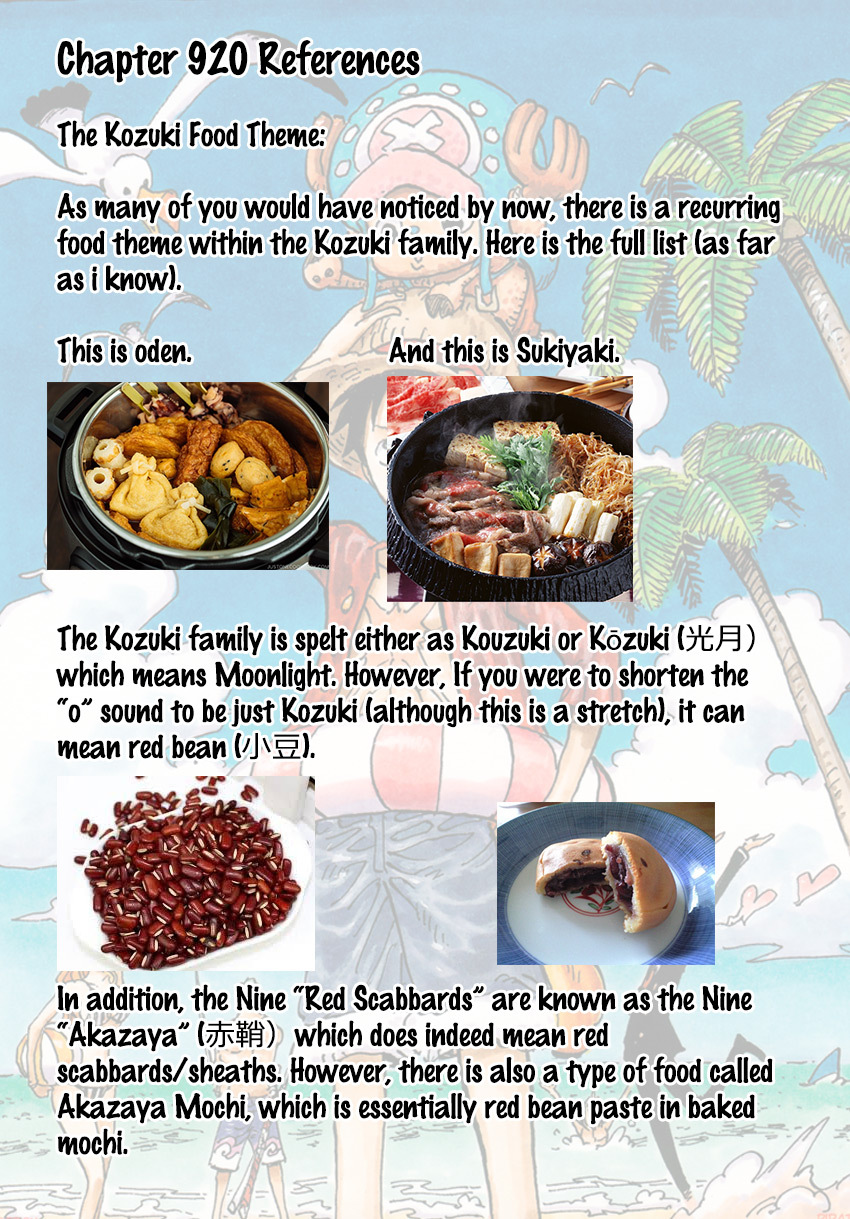 Chapter 920 References
The Kozuki Food Theme:
As many of you would have noticed by now, there is a recurring
food theme within the Kozuki family. Here is the full list (as far
as i know).
This is oden.
And this is Sukiyaki.
The Kozuki family is spelt either as Kouzuki or Kōzuki (光月)
which means Moonlight. However, If you were to shorten the
"o" sound to be just Kozuki (although this is a stretch), it can
mean red bean (小豆).
In addition, the Nine "Red Scabbards" are known as the Nine
"Akazaya" (赤鞘) which does indeed mean red
scabbards/sheaths. However, there is also a type of food called
Akazaya Mochi, which is essentially red bean paste in baked
mochi.